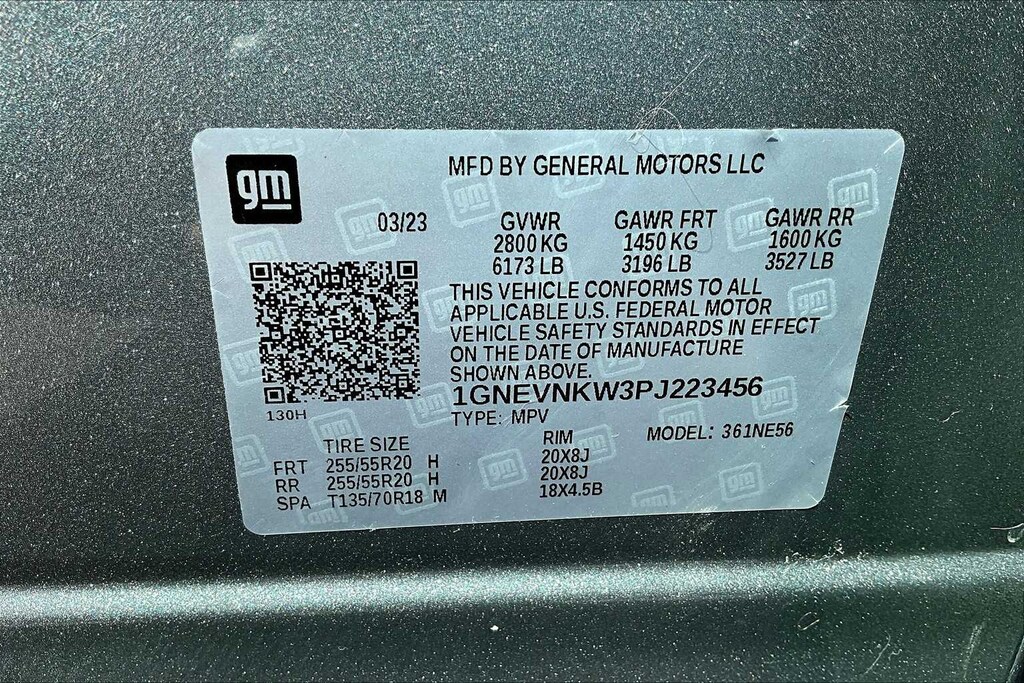 gm
MFD BY GENERAL MOTORS LLC
03/23 GVWR GAWR FRT GAWR RR
2800 KG 1450 KG 1600 KG
6173 LB 3196 LB 3527 LB
THIS VEHICLE CONFORMS TO ALL
APPLICABLE U.S. FEDERAL MOTOR
VEHICLE SAFETY STANDARDS IN EFFECT
ON THE DATE OF MANUFACTURE
SHOWN ABOVE.
1GNEVNKW3PJ223456
TYPE: MPV
130H
TIRE SIZE RIM MODEL: 361NE56
FRT 255/55R20 H 20X8J
RR 255/55R20 H 20X8J
SPA T135/70R18 M 18X4.5B